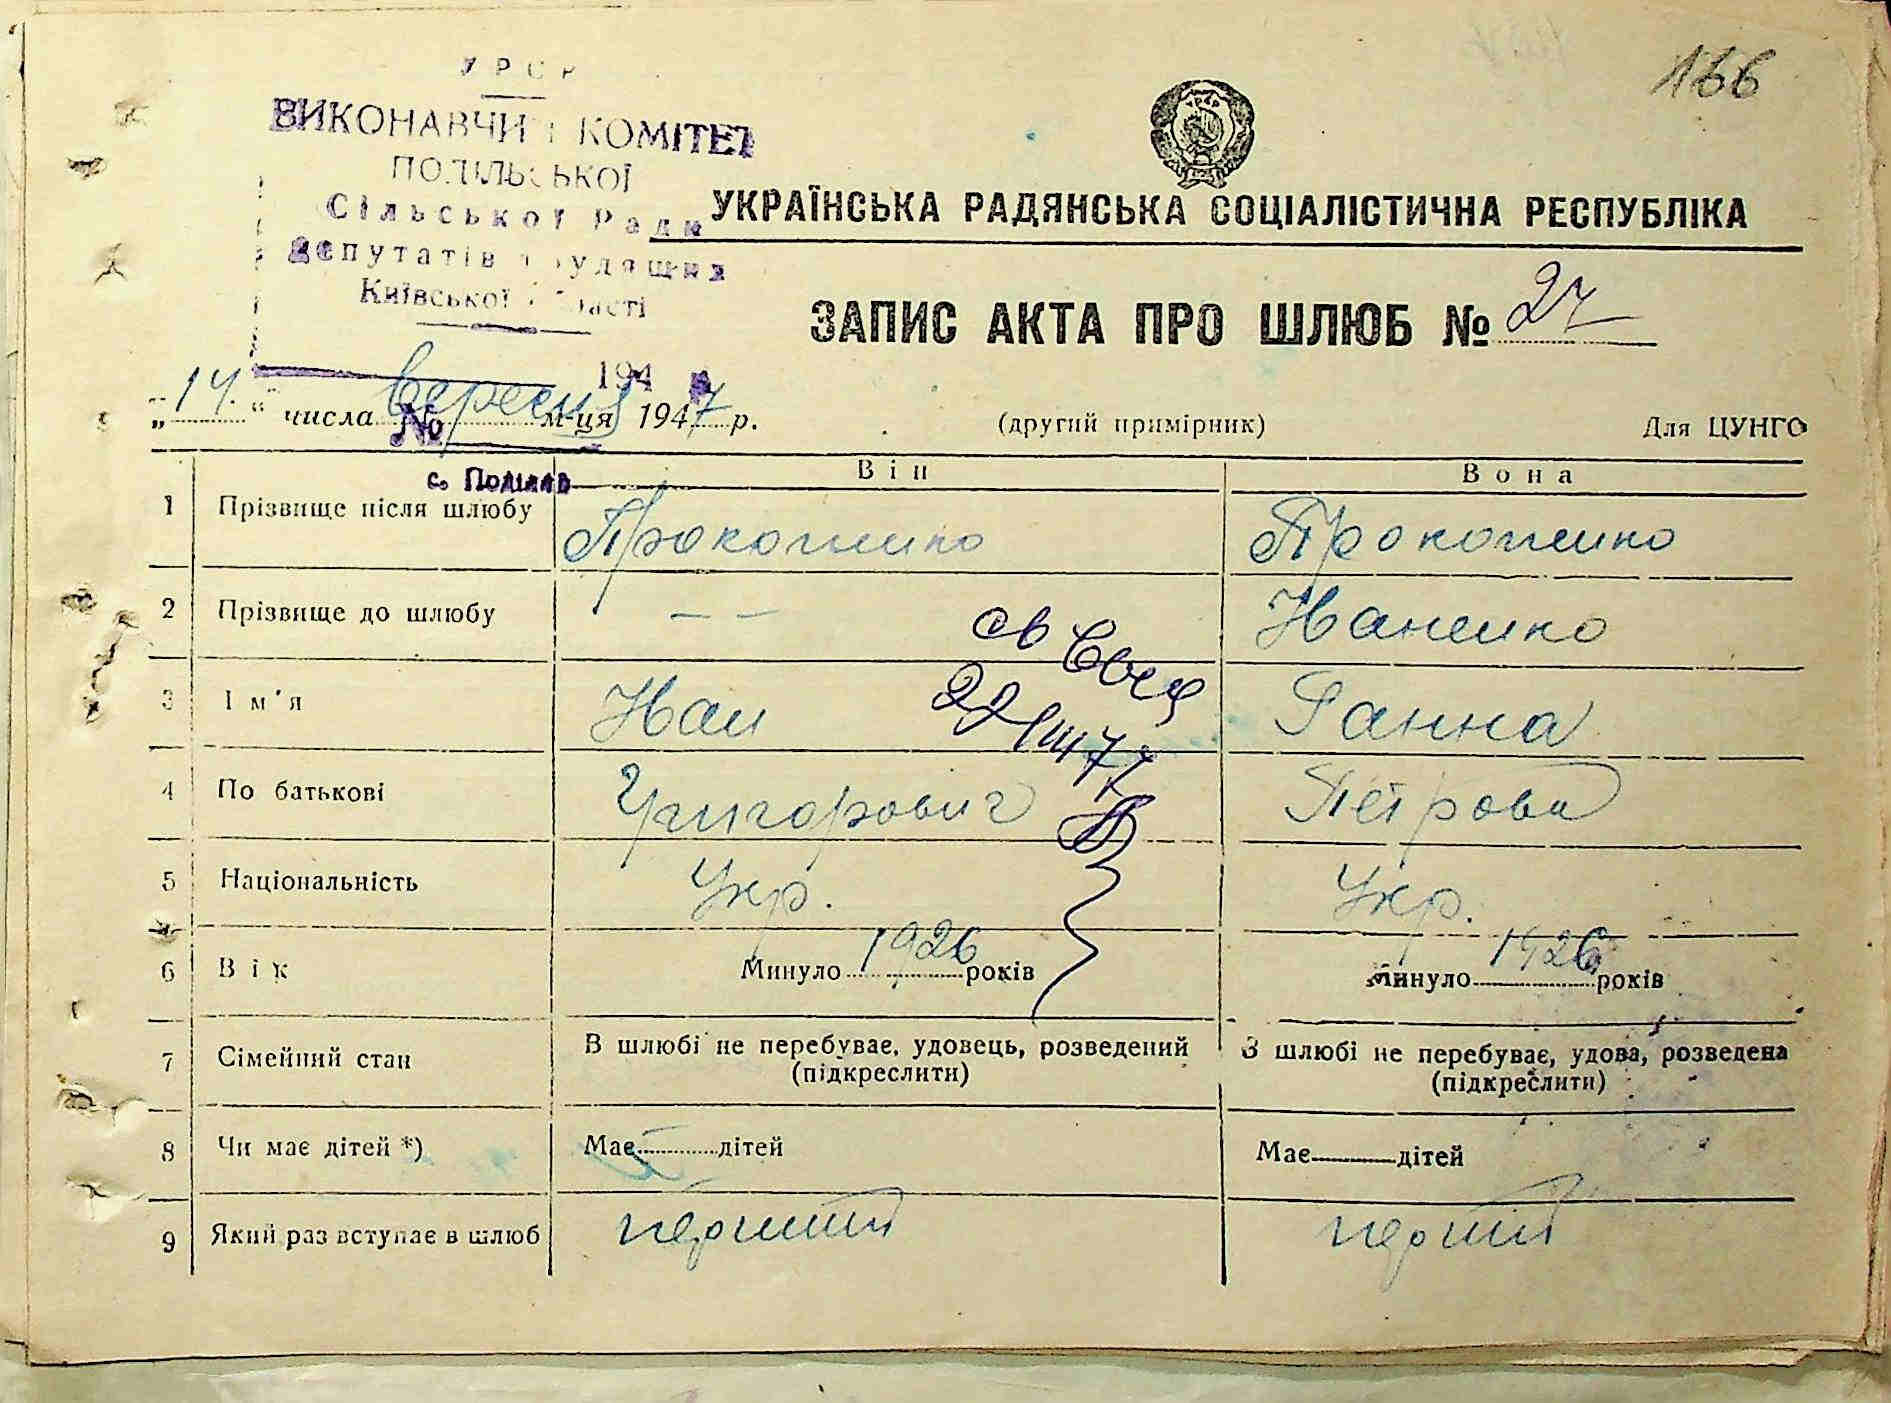 166
УРСР
ВИКОНАВЧИЙ КОМІТЕТ
ПОДІЛЬСЬКОЇ
Сільської Ради
депутатів трудящих
Київської області
194
№
с. Поділля
УКРАЇНСЬКА РАДЯНСЬКА СОЦІАЛІСТИЧНА РЕСПУБЛІКА
ЗАПИС АКТА ПРО ШЛЮБ № 27
„14" числа вересня м-ця 1947 р.
(другий примірник)
Для ЦУНГО
Він Вона
1 Прізвище після шлюбу Прокопенко Прокопенко
2 Прізвище до шлюбу — — Іваненко
3 Ім'я Іван Ганна
4 По батькові Григорович Петрова
5 Національність Укр. Укр.
6 Вік Минуло 1926 років Минуло 1926 років
7 Сімейний стан В шлюбі не перебуває, удовець, розведений В шлюбі не перебуває, удова, розведена
(підкреслити) (підкреслити)
8 Чи має дітей *) Має дітей Має дітей
9 Який раз вступає в шлюб перший перший